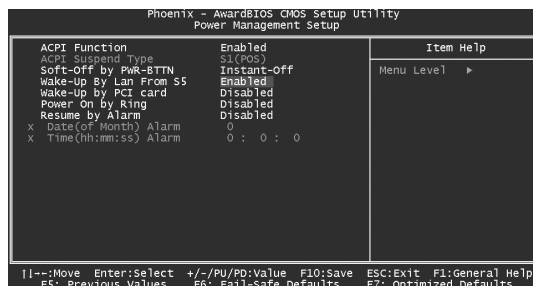 Phoenix - AwardBIOS CMOS Setup Utility
Power Management Setup
ACPI Function Enabled
ACPI Suspend Type S1(POS)
Soft-Off by PWR-BTTN Instant-Off
Wake-Up By Lan From S5 Enabled
Wake-Up by PCI card Disabled
Power On by Ring Disabled
Resume by Alarm Disabled
x Date(of Month) Alarm 0
x Time(hh:mm:ss) Alarm 0 : 0 : 0
Item Help
Menu Level ▶
↑↓→←:Move Enter:Select +/-/PU/PD:Value F10:Save ESC:Exit F1:General Help
F5: Previous Values F6: Fail-Safe Defaults F7: Optimized Defaults